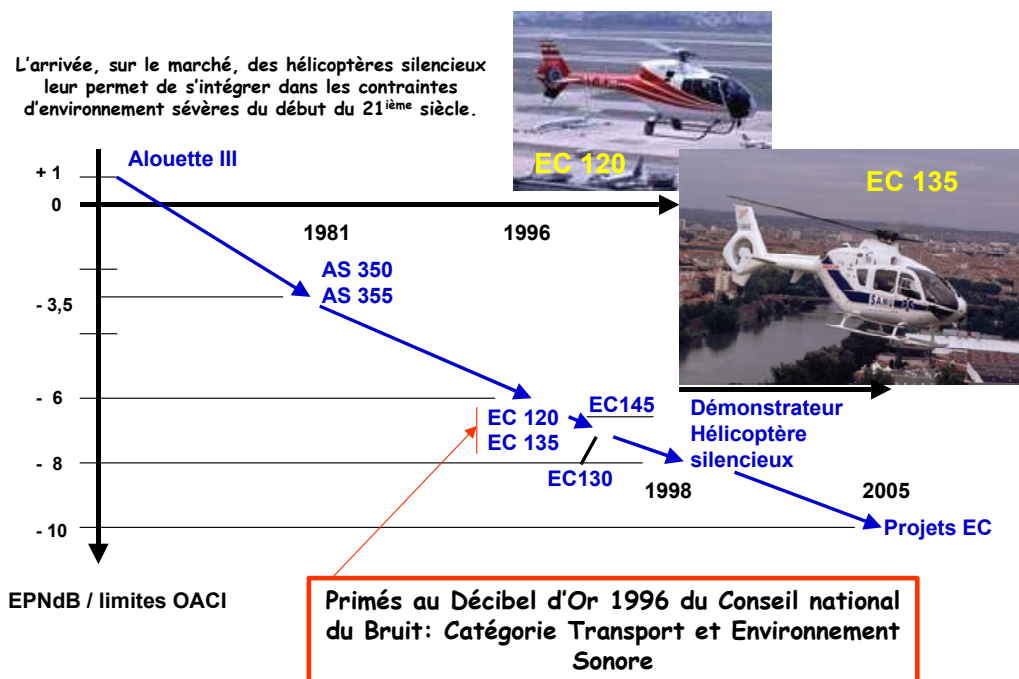 L'arrivée, sur le marché, des hélicoptères silencieux
leur permet de s'intégrer dans les contraintes
d'environnement sévères du début du 21ième siècle.
EC 120
EC 135
SAMU
Alouette III
+ 1
0
1981
1996
AS 350
AS 355
- 3,5
- 6
EC 120
EC 135
EC145
Démonstrateur
Hélicoptère
silencieux
- 8
EC130
1998
2005
- 10
Projets EC
EPNdB / limites OACI
Primés au Décibel d'Or 1996 du Conseil national
du Bruit: Catégorie Transport et Environnement
Sonore